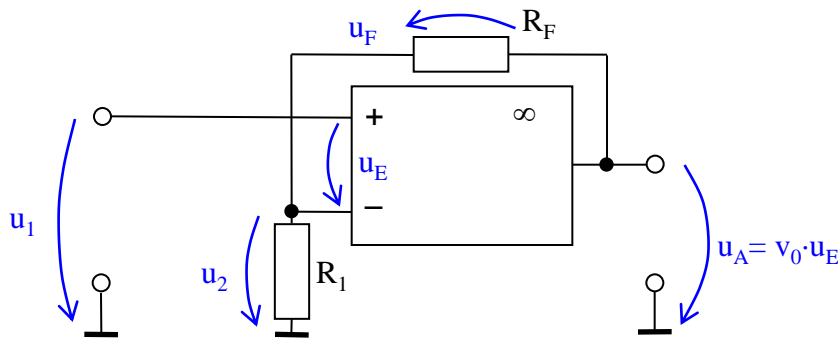 u_F R_F
+ ∞
u_E
u_1
–
u_2 R_1
u_A= v_0·u_E